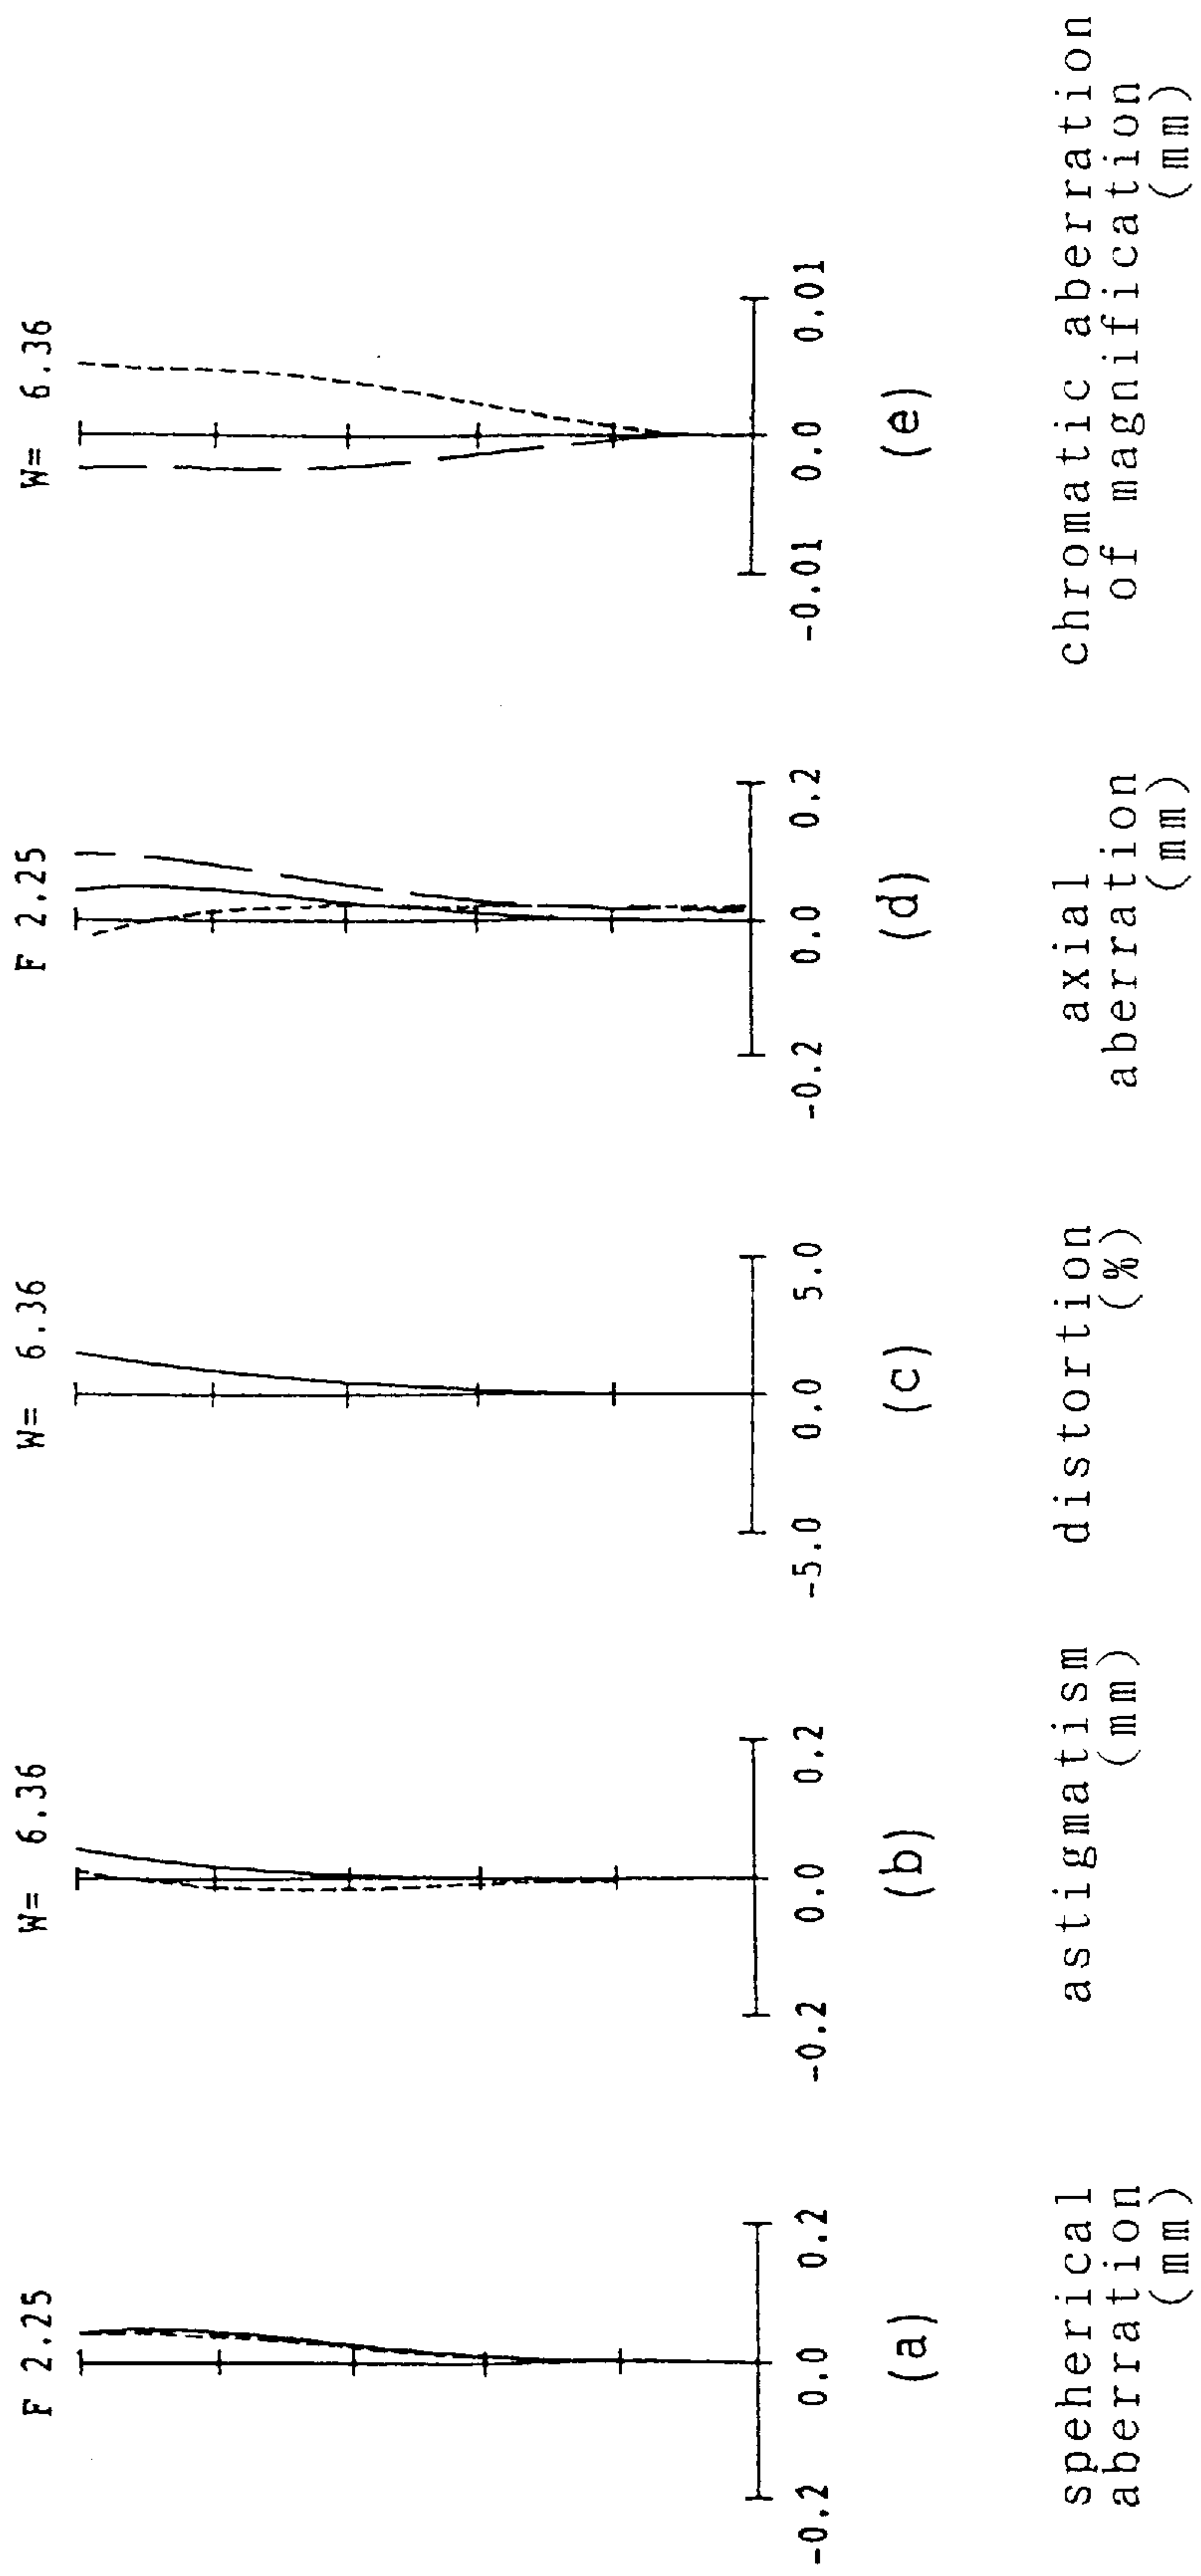 F 2.25
-0.2 0.0 0.2
(a)
speherical
aberration
(mm)
W= 6.36
-0.2 0.0 0.2
(b)
astigmatism
(mm)
W= 6.36
-5.0 0.0 5.0
(c)
distortion
(%)
F 2.25
-0.2 0.0 0.2
(d)
axial
aberration
(mm)
W= 6.36
-0.01 0.0 0.01
(e)
chromatic aberration
of magnification
(mm)